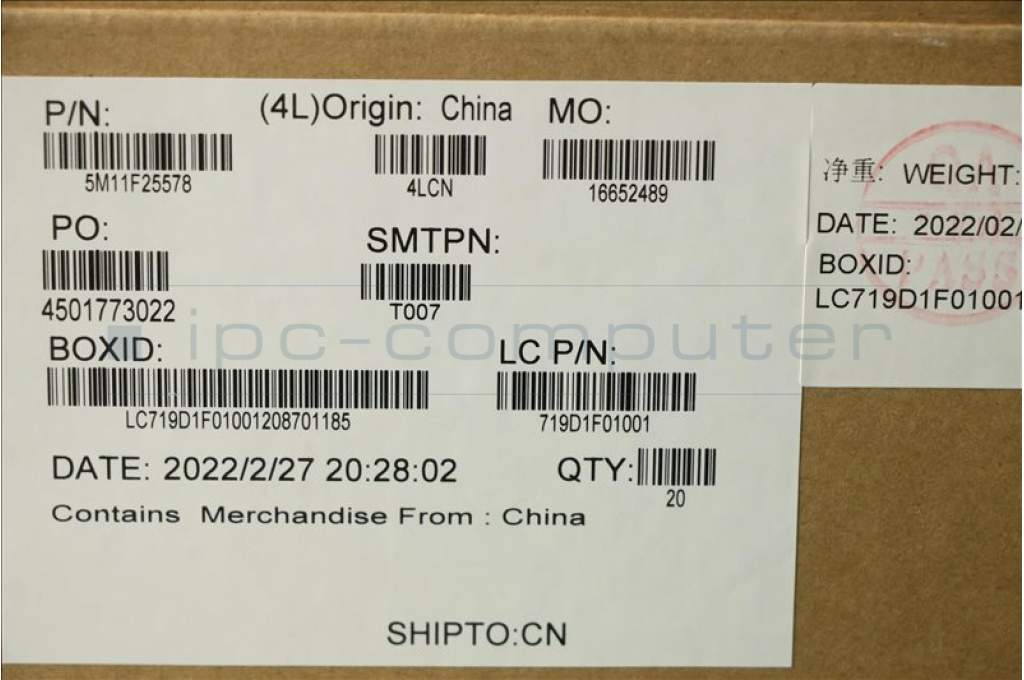 P/N:
5M11F25578
(4L)Origin: China
4LCN
MO:
16652489
PO:
4501773022
SMTPN:
T007
BOXID:
LC719D1F01001208701185
LC P/N:
719D1F01001
DATE: 2022/2/27 20:28:02
QTY:
20
Contains Merchandise From : China
SHIPTO:CN
净重: WEIGHT:
DATE: 2022/02/
BOXID:
LC719D1F01001
QA
PASS
ipc-computer